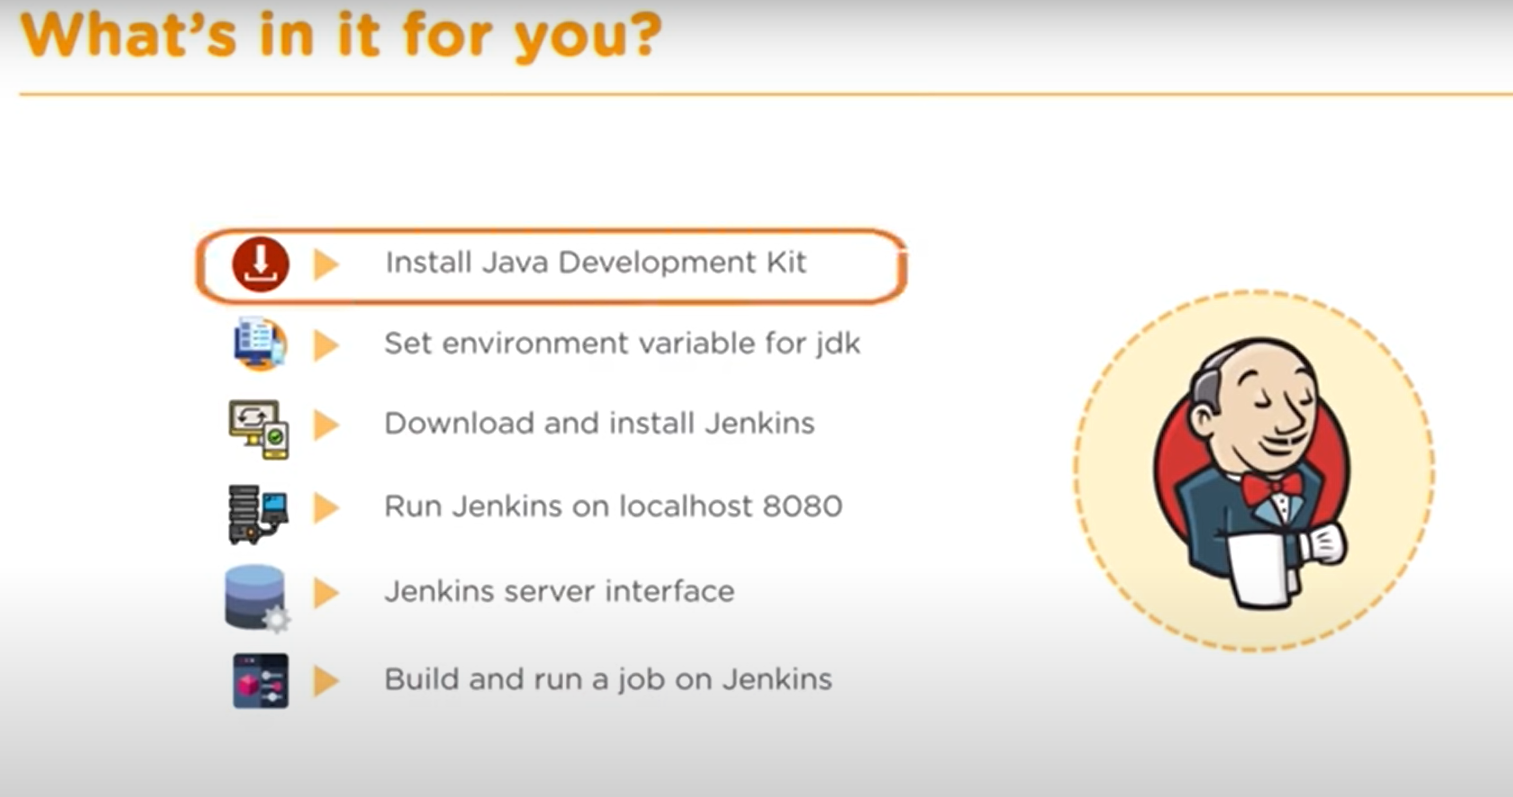 What's in it for you?
Install Java Development Kit
Set environment variable for jdk
Download and install Jenkins
Run Jenkins on localhost 8080
Jenkins server interface
Build and run a job on Jenkins